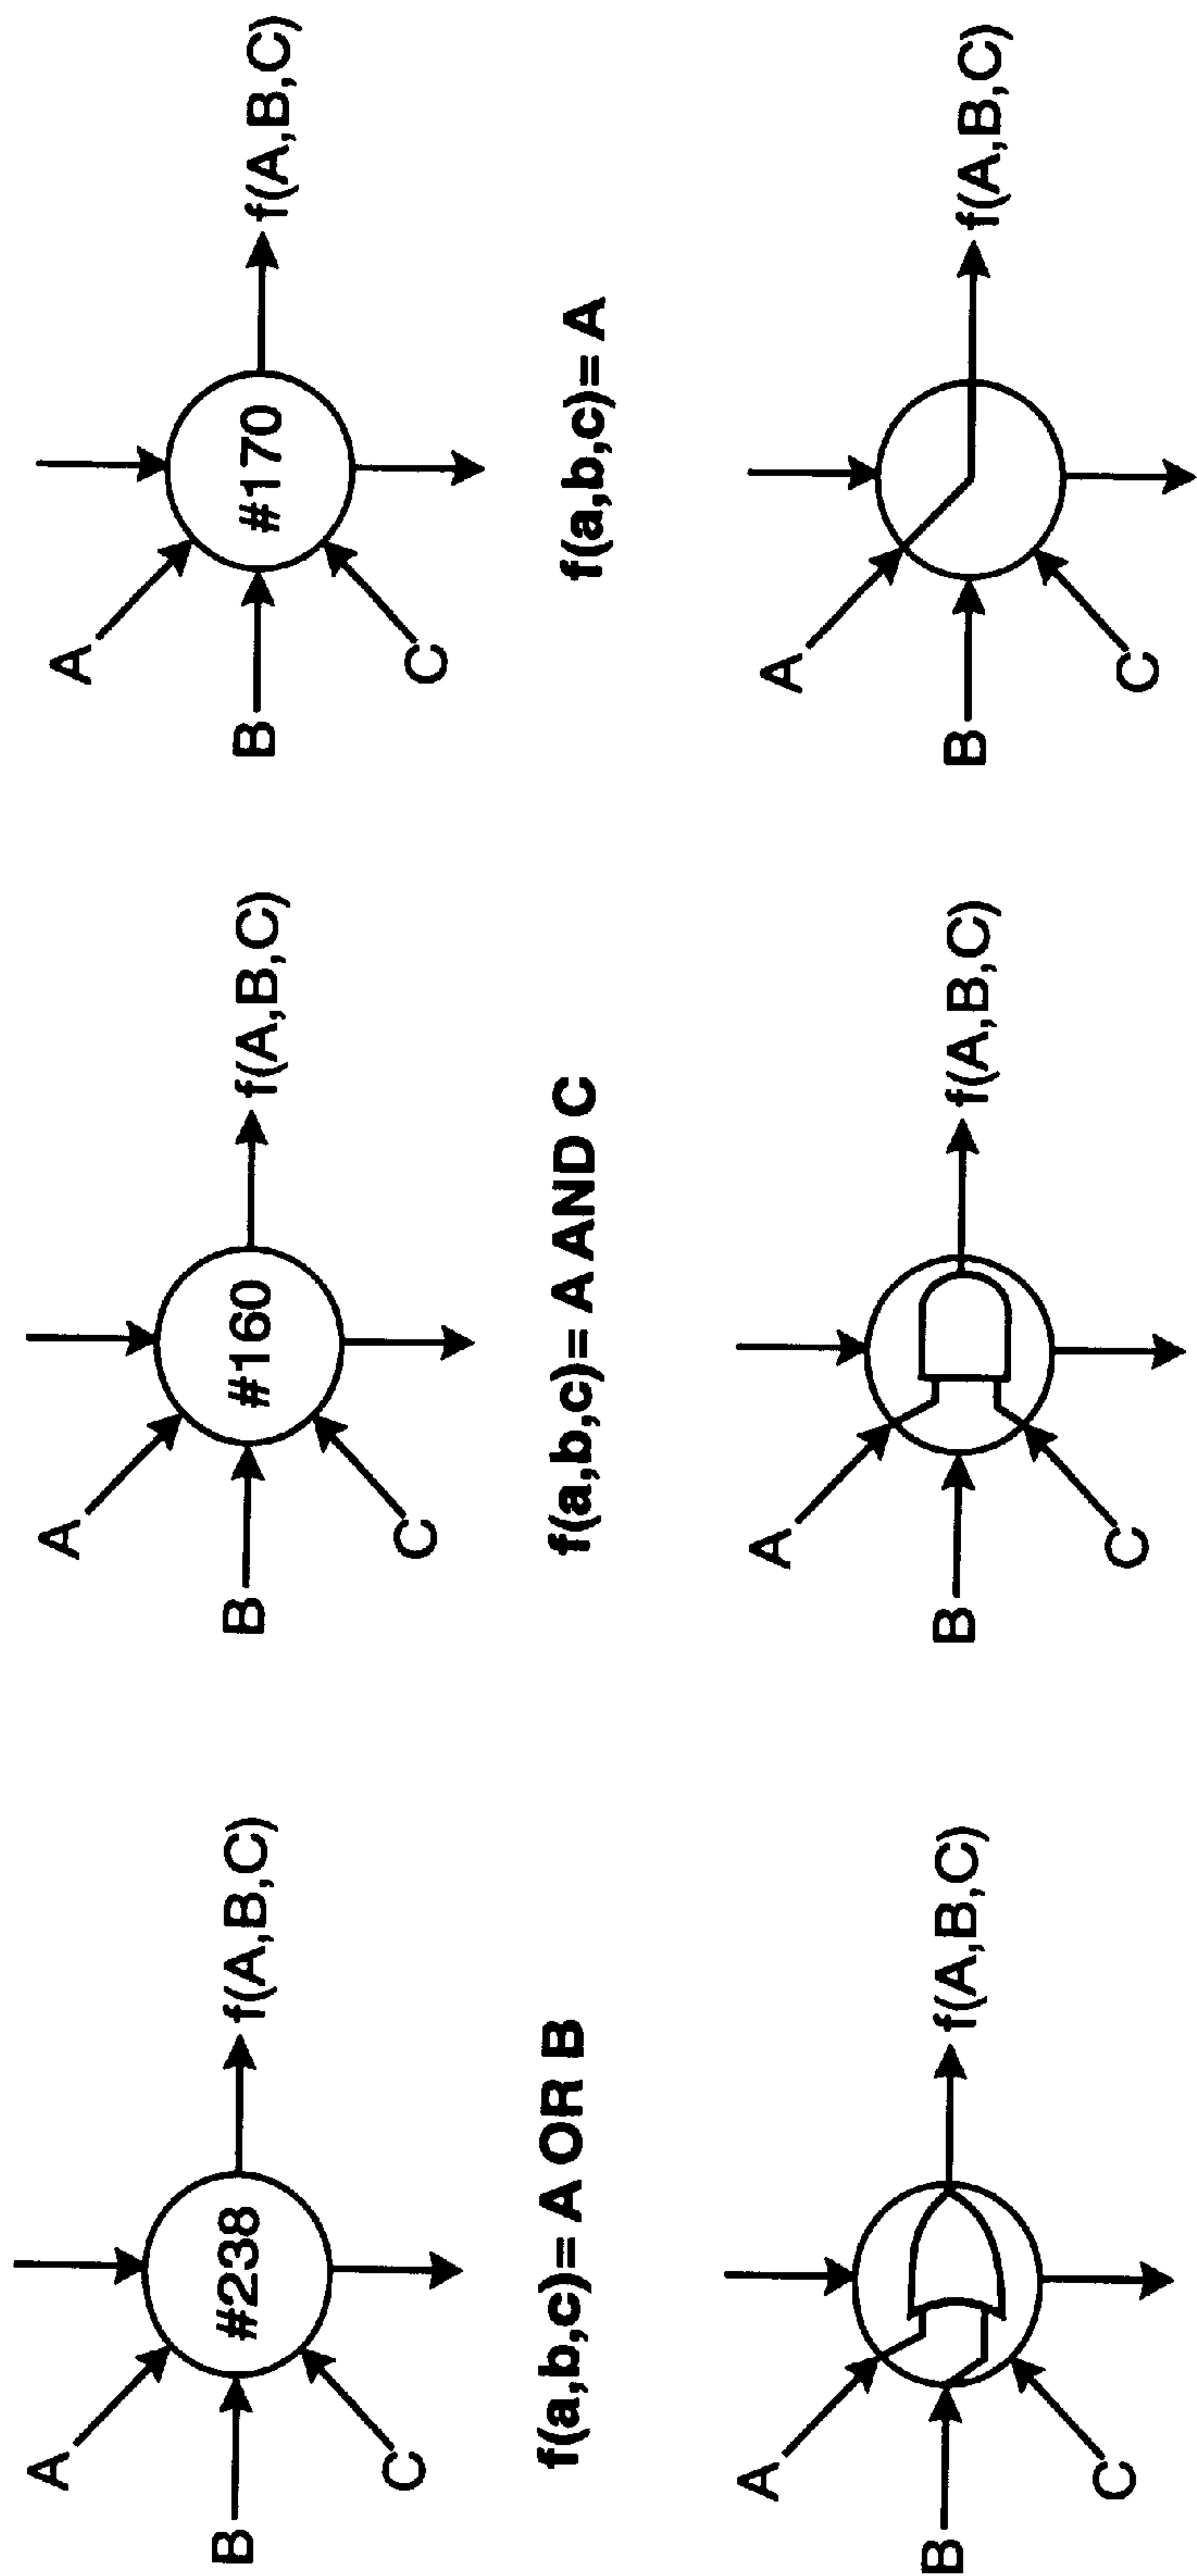 A
B
C
#238
f(A,B,C)
f(a,b,c)= A OR B
A
B
C
f(A,B,C)
A
B
C
#160
f(A,B,C)
f(a,b,c)= A AND C
A
B
C
f(A,B,C)
A
B
C
#170
f(A,B,C)
f(a,b,c)= A
A
B
C
f(A,B,C)